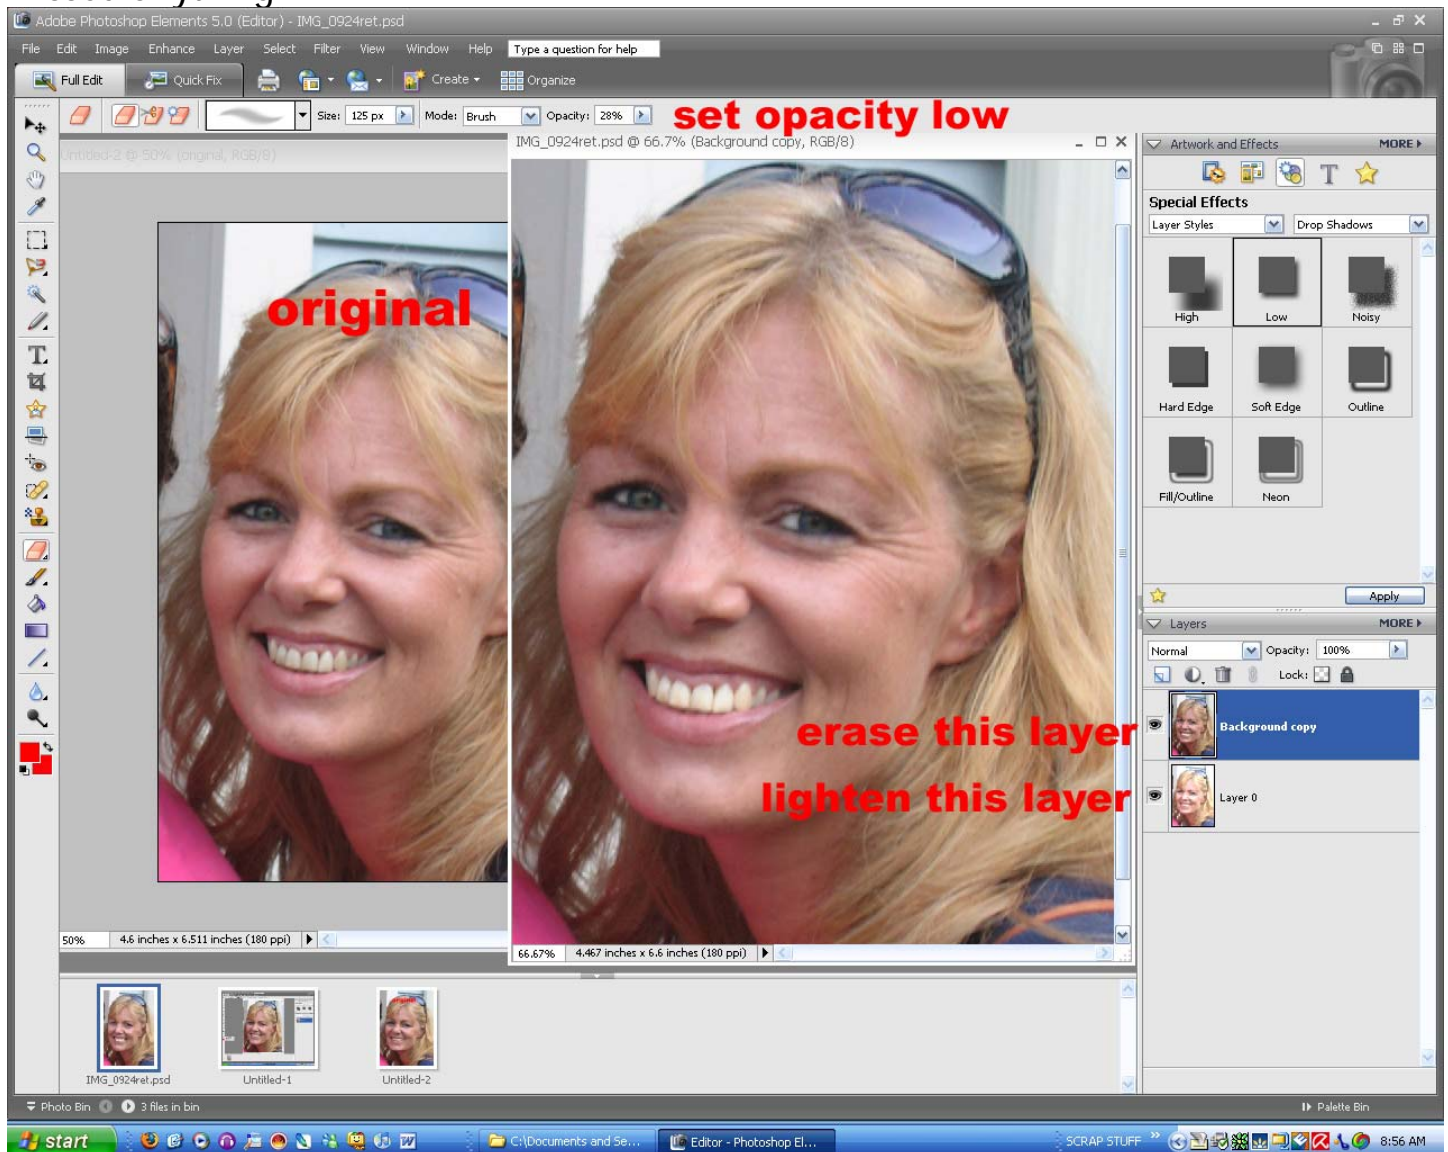 Adobe Photoshop Elements 5.0 (Editor) - IMG_0924ret.psd
File Edit Image Enhance Layer Select Filter View Window Help Type a question for help
Full Edit Quick Fix Create Organize
Size: 125 px Mode: Brush Opacity: 28% set opacity low
Untitled-2 @ 50% (original, RGB/8)
IMG_0924ret.psd @ 66.7% (Background copy, RGB/8)
Artwork and Effects MORE
Special Effects
Layer Styles Drop Shadows
High Low Noisy
Hard Edge Soft Edge Outline
Fill/Outline Neon
Apply
original
Layers MORE
Normal Opacity: 100%
Lock:
erase this layer
Background copy
lighten this layer
Layer 0
50% 4.6 inches x 6.511 inches (180 ppi)
66.67% 4.467 inches x 6.6 inches (180 ppi)
IMG_0924ret.psd Untitled-1 Untitled-2
Photo Bin 3 files in bin Palette Bin
start C:\Documents and Se... Editor - Photoshop El... SCRAP STUFF 8:56 AM